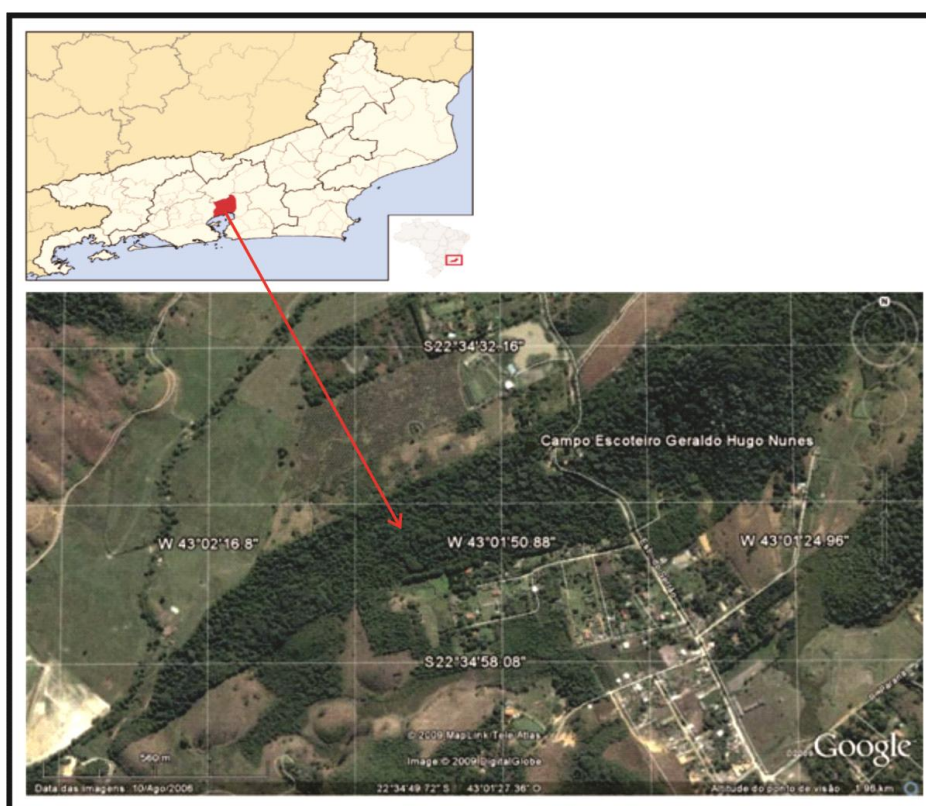 N
S22°34'32.16"
Campo Escoteiro Geraldo Hugo Nunes
W 43°02'16.8"
W 43°01'50.88"
W 43°01'24.96"
S22°34'58.08"
© 2009 MapLink/Tele Atlas
560 m
Image © 2009 DigitalGlobe
©2009 Google
Data das imagens: 10/Ago/2006
22°34'49.72" S
43°01'27.36" O
Altitude do ponto de visão
1.96 km